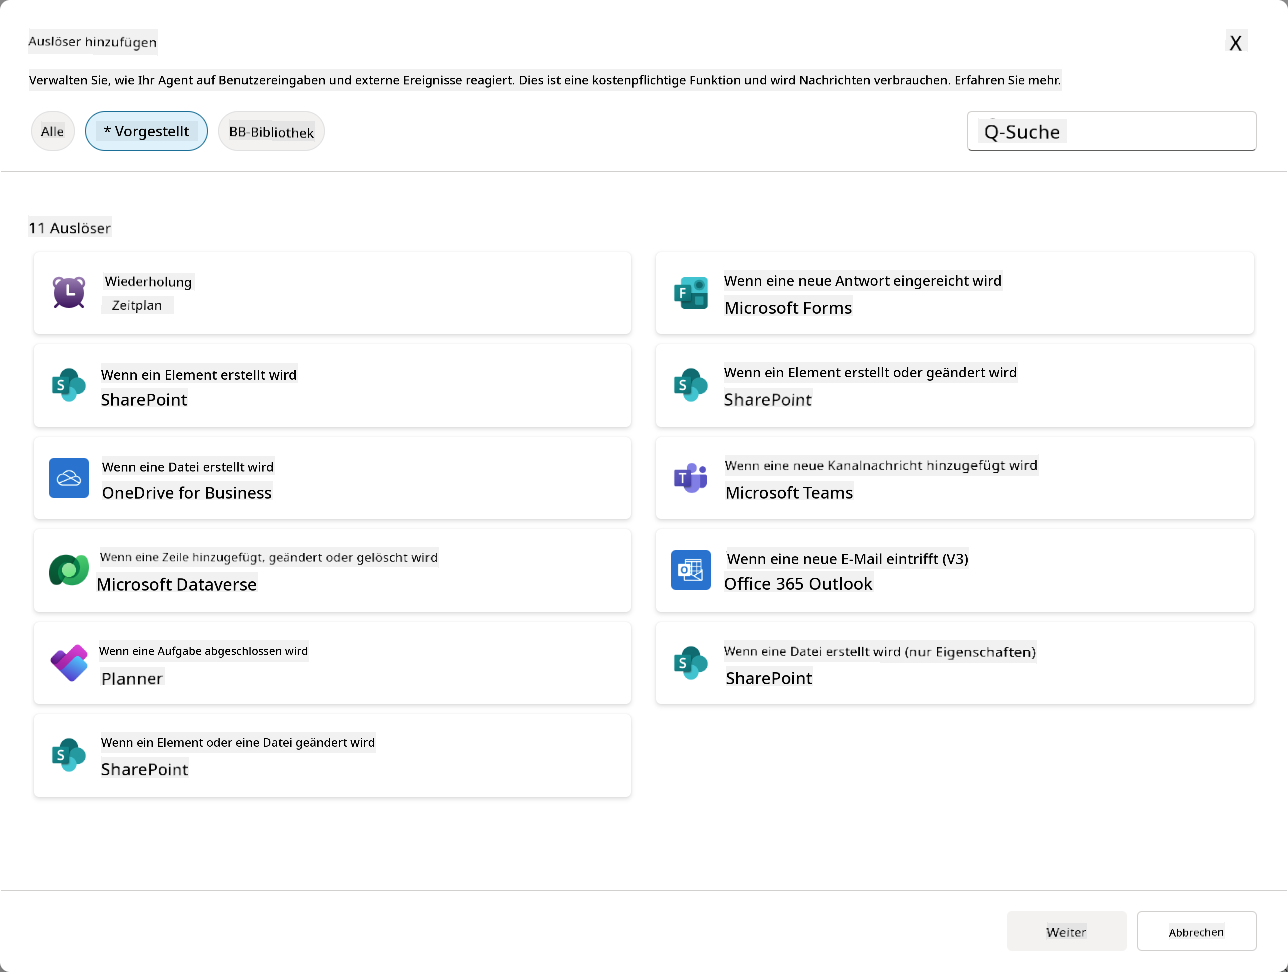 Auslöser hinzufügen
X
Verwalten Sie, wie Ihr Agent auf Benutzereingaben und externe Ereignisse reagiert. Dies ist eine kostenpflichtige Funktion und wird Nachrichten verbrauchen. Erfahren Sie mehr.
Alle
* Vorgestellt
BB-Bibliothek
Q-Suche
11 Auslöser
Wiederholung
Zeitplan
Wenn eine neue Antwort eingereicht wird
Microsoft Forms
Wenn ein Element erstellt wird
SharePoint
Wenn ein Element erstellt oder geändert wird
SharePoint
Wenn eine Datei erstellt wird
OneDrive for Business
Wenn eine neue Kanalnachricht hinzugefügt wird
Microsoft Teams
Wenn eine Zeile hinzugefügt, geändert oder gelöscht wird
Microsoft Dataverse
Wenn eine neue E-Mail eintrifft (V3)
Office 365 Outlook
Wenn eine Aufgabe abgeschlossen wird
Planner
Wenn eine Datei erstellt wird (nur Eigenschaften)
SharePoint
Wenn ein Element oder eine Datei geändert wird
SharePoint
Weiter
Abbrechen